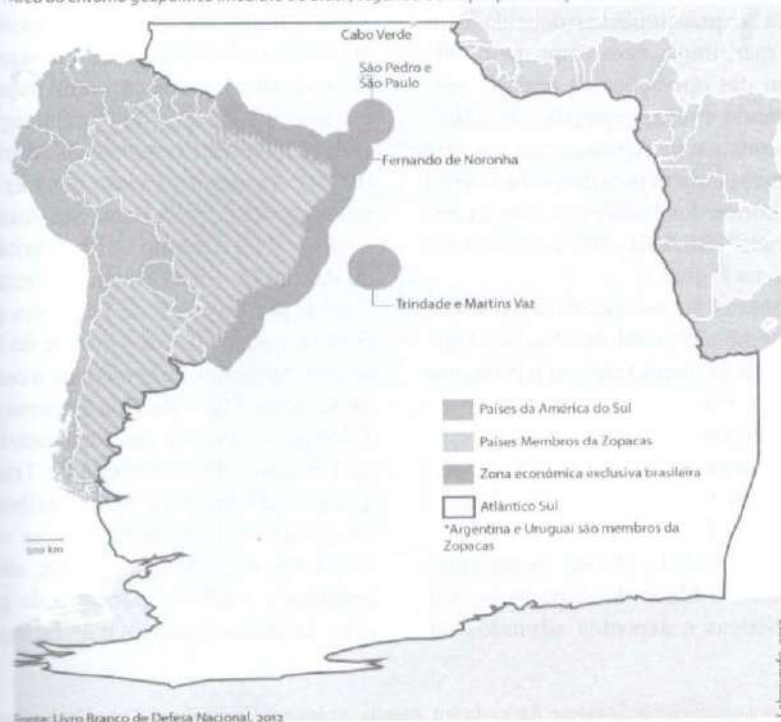 Cabo Verde
São Pedro e
São Paulo
Fernando de Noronha
Trindade e Martins Vaz
Países da América do Sul
Países Membros da Zopacas
Zona econômica exclusiva brasileira
Atlântico Sul
*Argentina e Uruguai são membros da
Zopacas
500 km
Fonte: Livro Branco de Defesa Nacional, 2012